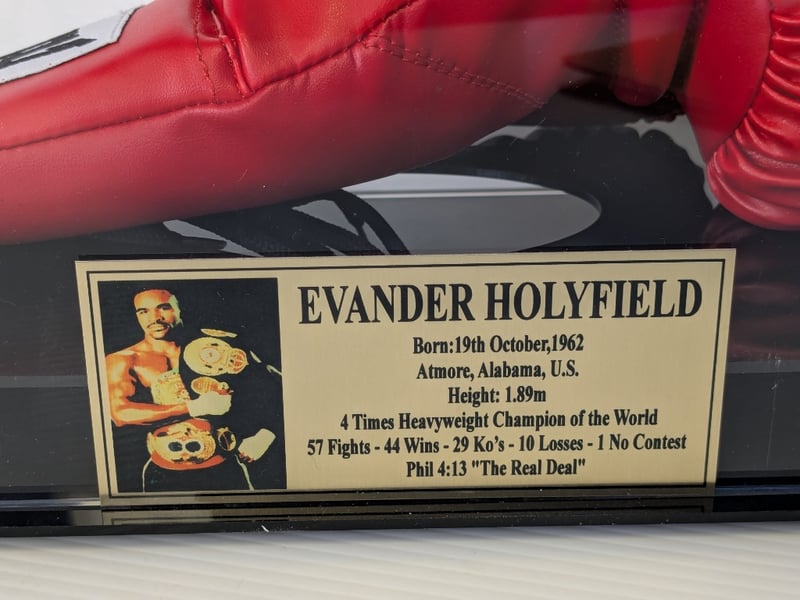 EVANDER HOLYFIELD
Born:19th October,1962
Atmore, Alabama, U.S.
Height: 1.89m
4 Times Heavyweight Champion of the World
57 Fights - 44 Wins - 29 Ko's - 10 Losses - 1 No Contest
Phil 4:13 "The Real Deal"